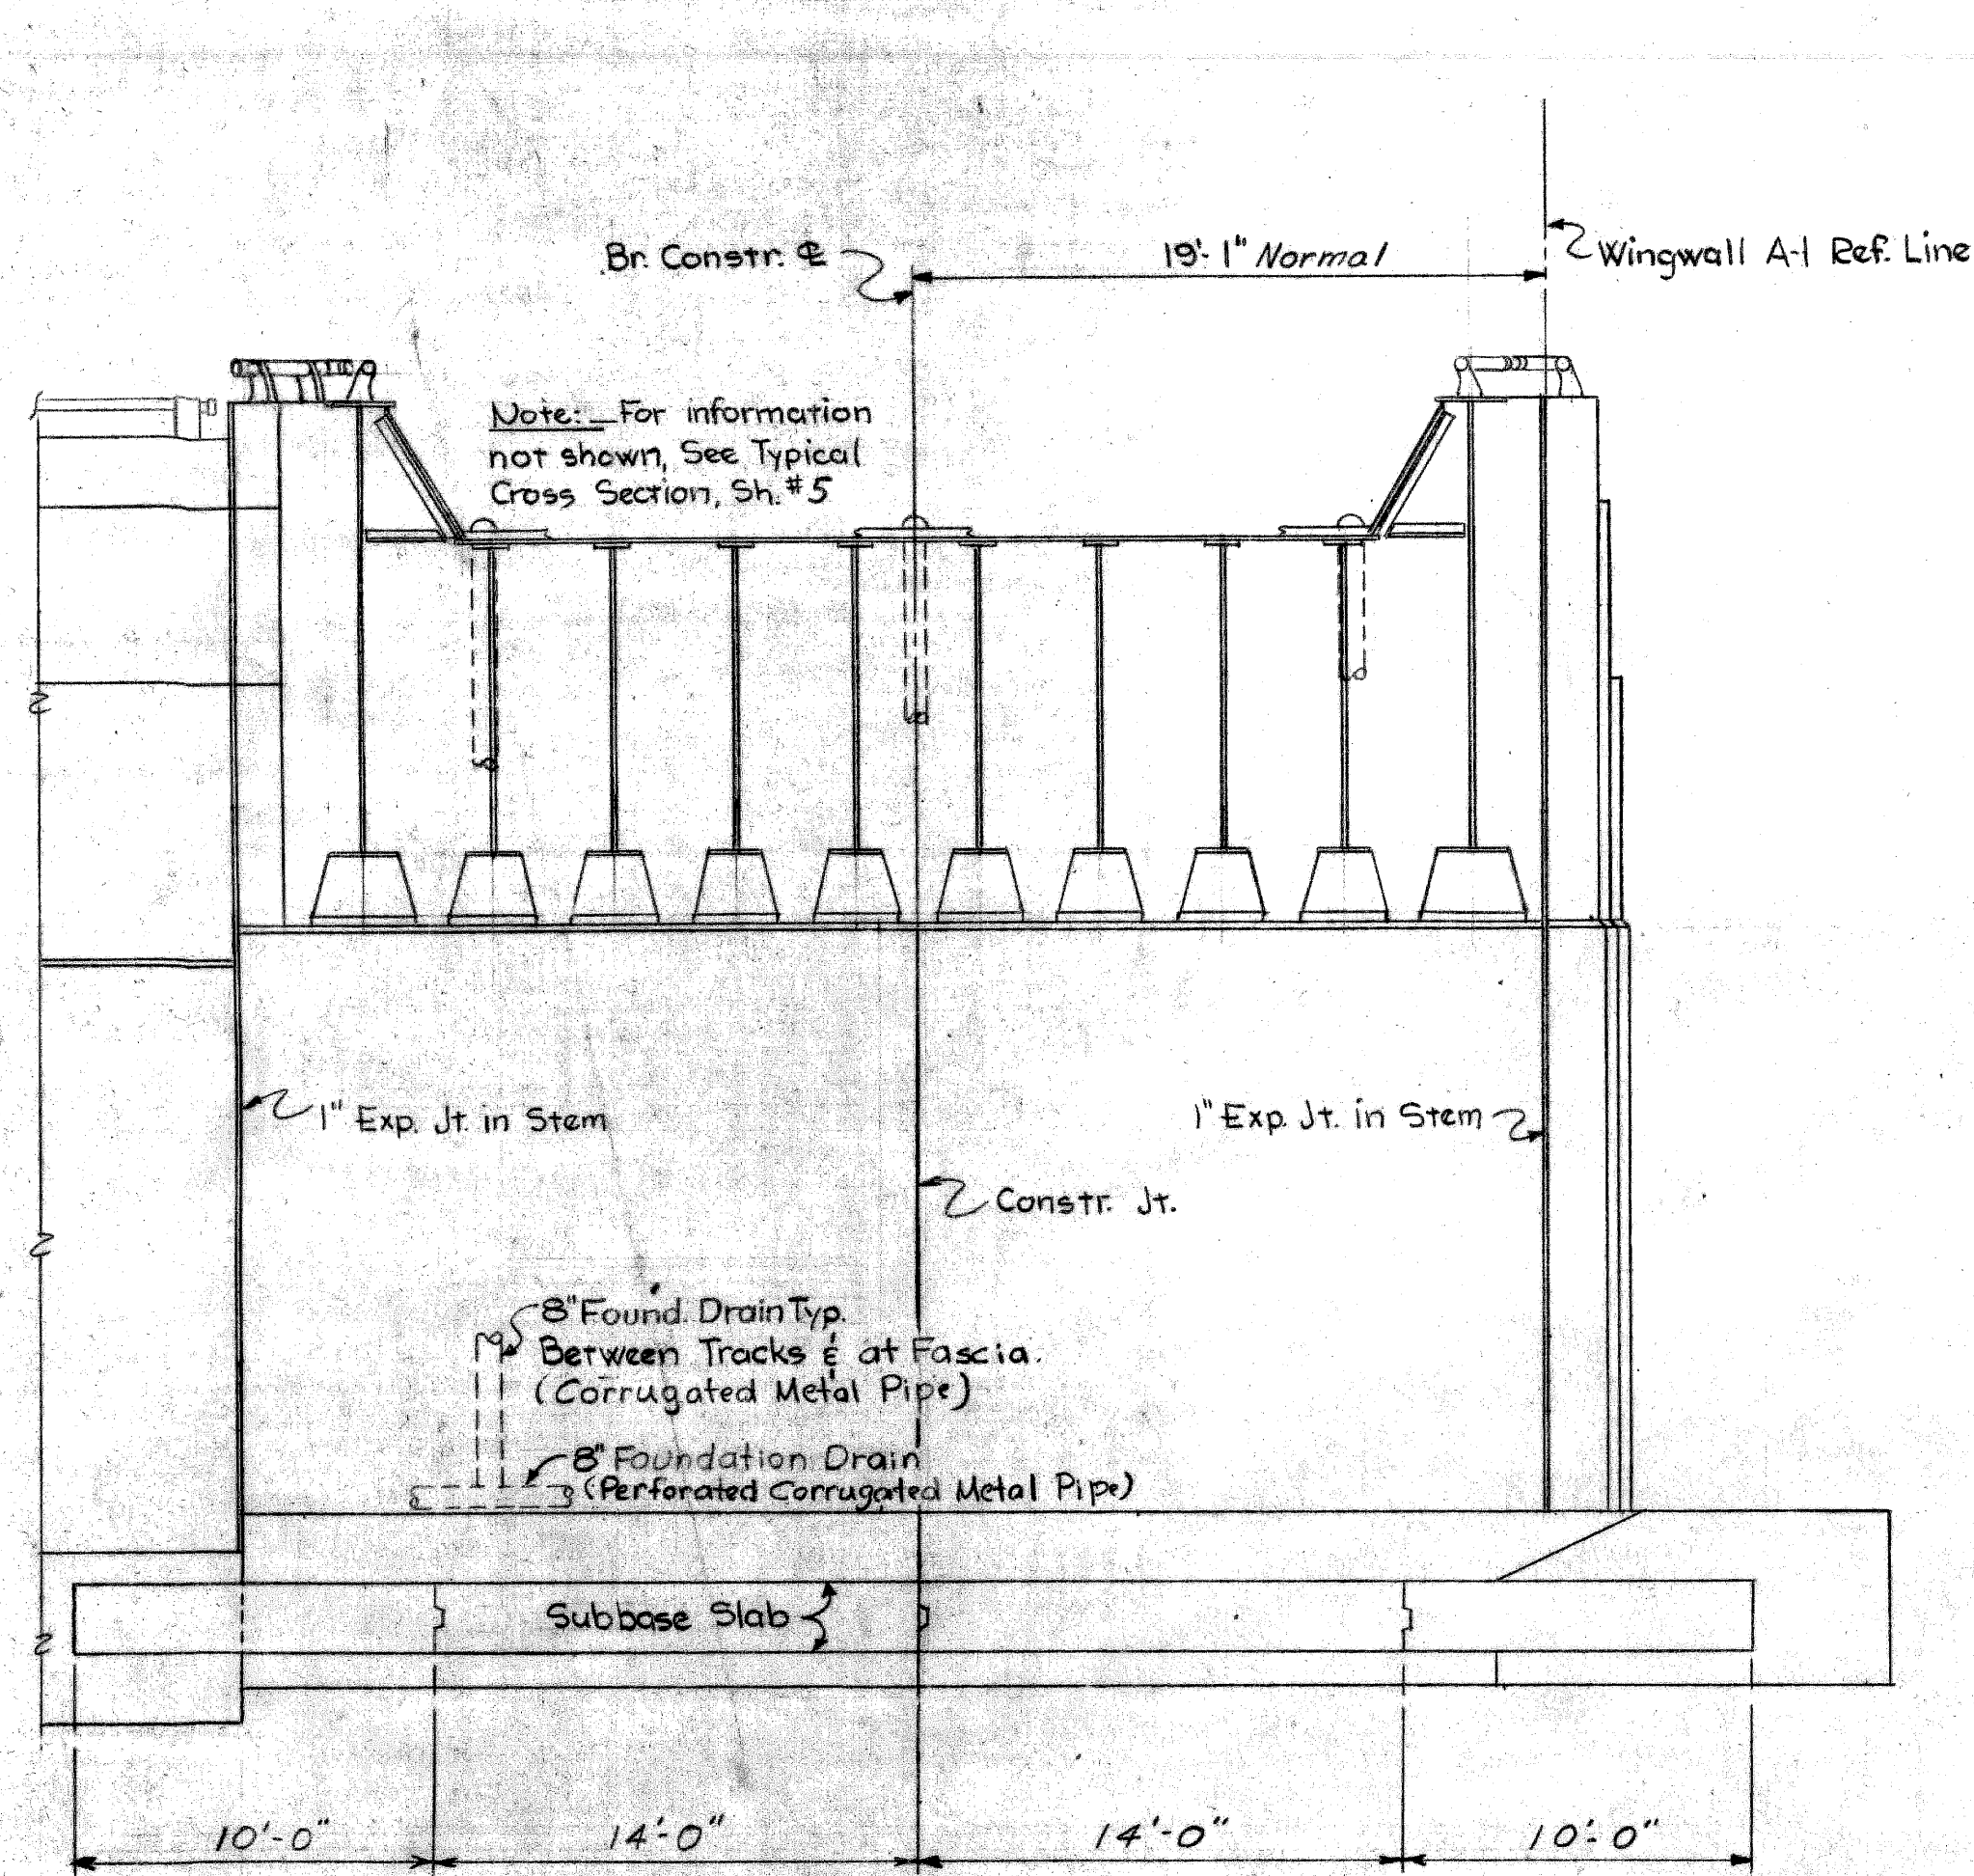 Br. Constr. ℄
19'-1" Normal
Wingwall A-1 Ref. Line
Note: For information
not shown, See Typical
Cross Section, Sh. #5
1" Exp. Jt. in Stem
1" Exp. Jt. in Stem
Constr. Jt.
8" Found. Drain Typ.
Between Tracks & at Fascia.
(Corrugated Metal Pipe)
8" Foundation Drain
(Perforated Corrugated Metal Pipe)
Subbase Slab
10'-0"
14'-0"
14'-0"
10'-0"